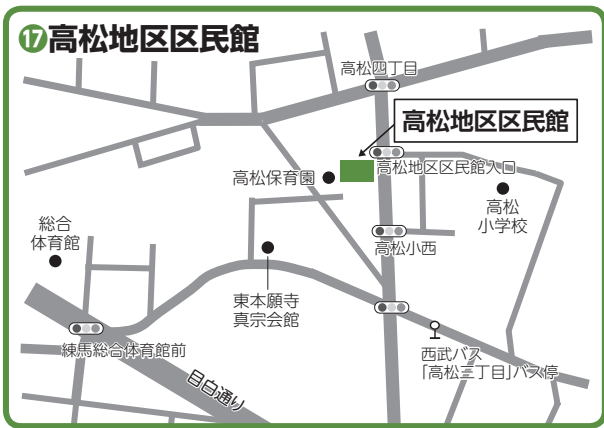 ⑰高松地区区民館
高松四丁目
高松地区区民館
高松地区区民館入口
高松保育園
高松
小学校
総合
体育館
高松小西
東本願寺
真宗会館
練馬総合体育館前
西武バス
「高松三丁目」バス停
目白通り